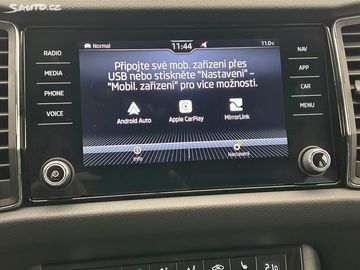 Sauto.cz
RADIO
MEDIA
PHONE
VOICE
Normal
11:44
11.0
Připojte své mob. zařízení přes
USB nebo stiskněte "Nastavení" -
"Mobil. zařízení" pro více možností.
Android Auto
Apple CarPlay
MirrorLink
Info
Nastavení
NAV
APP
CAR
MENU